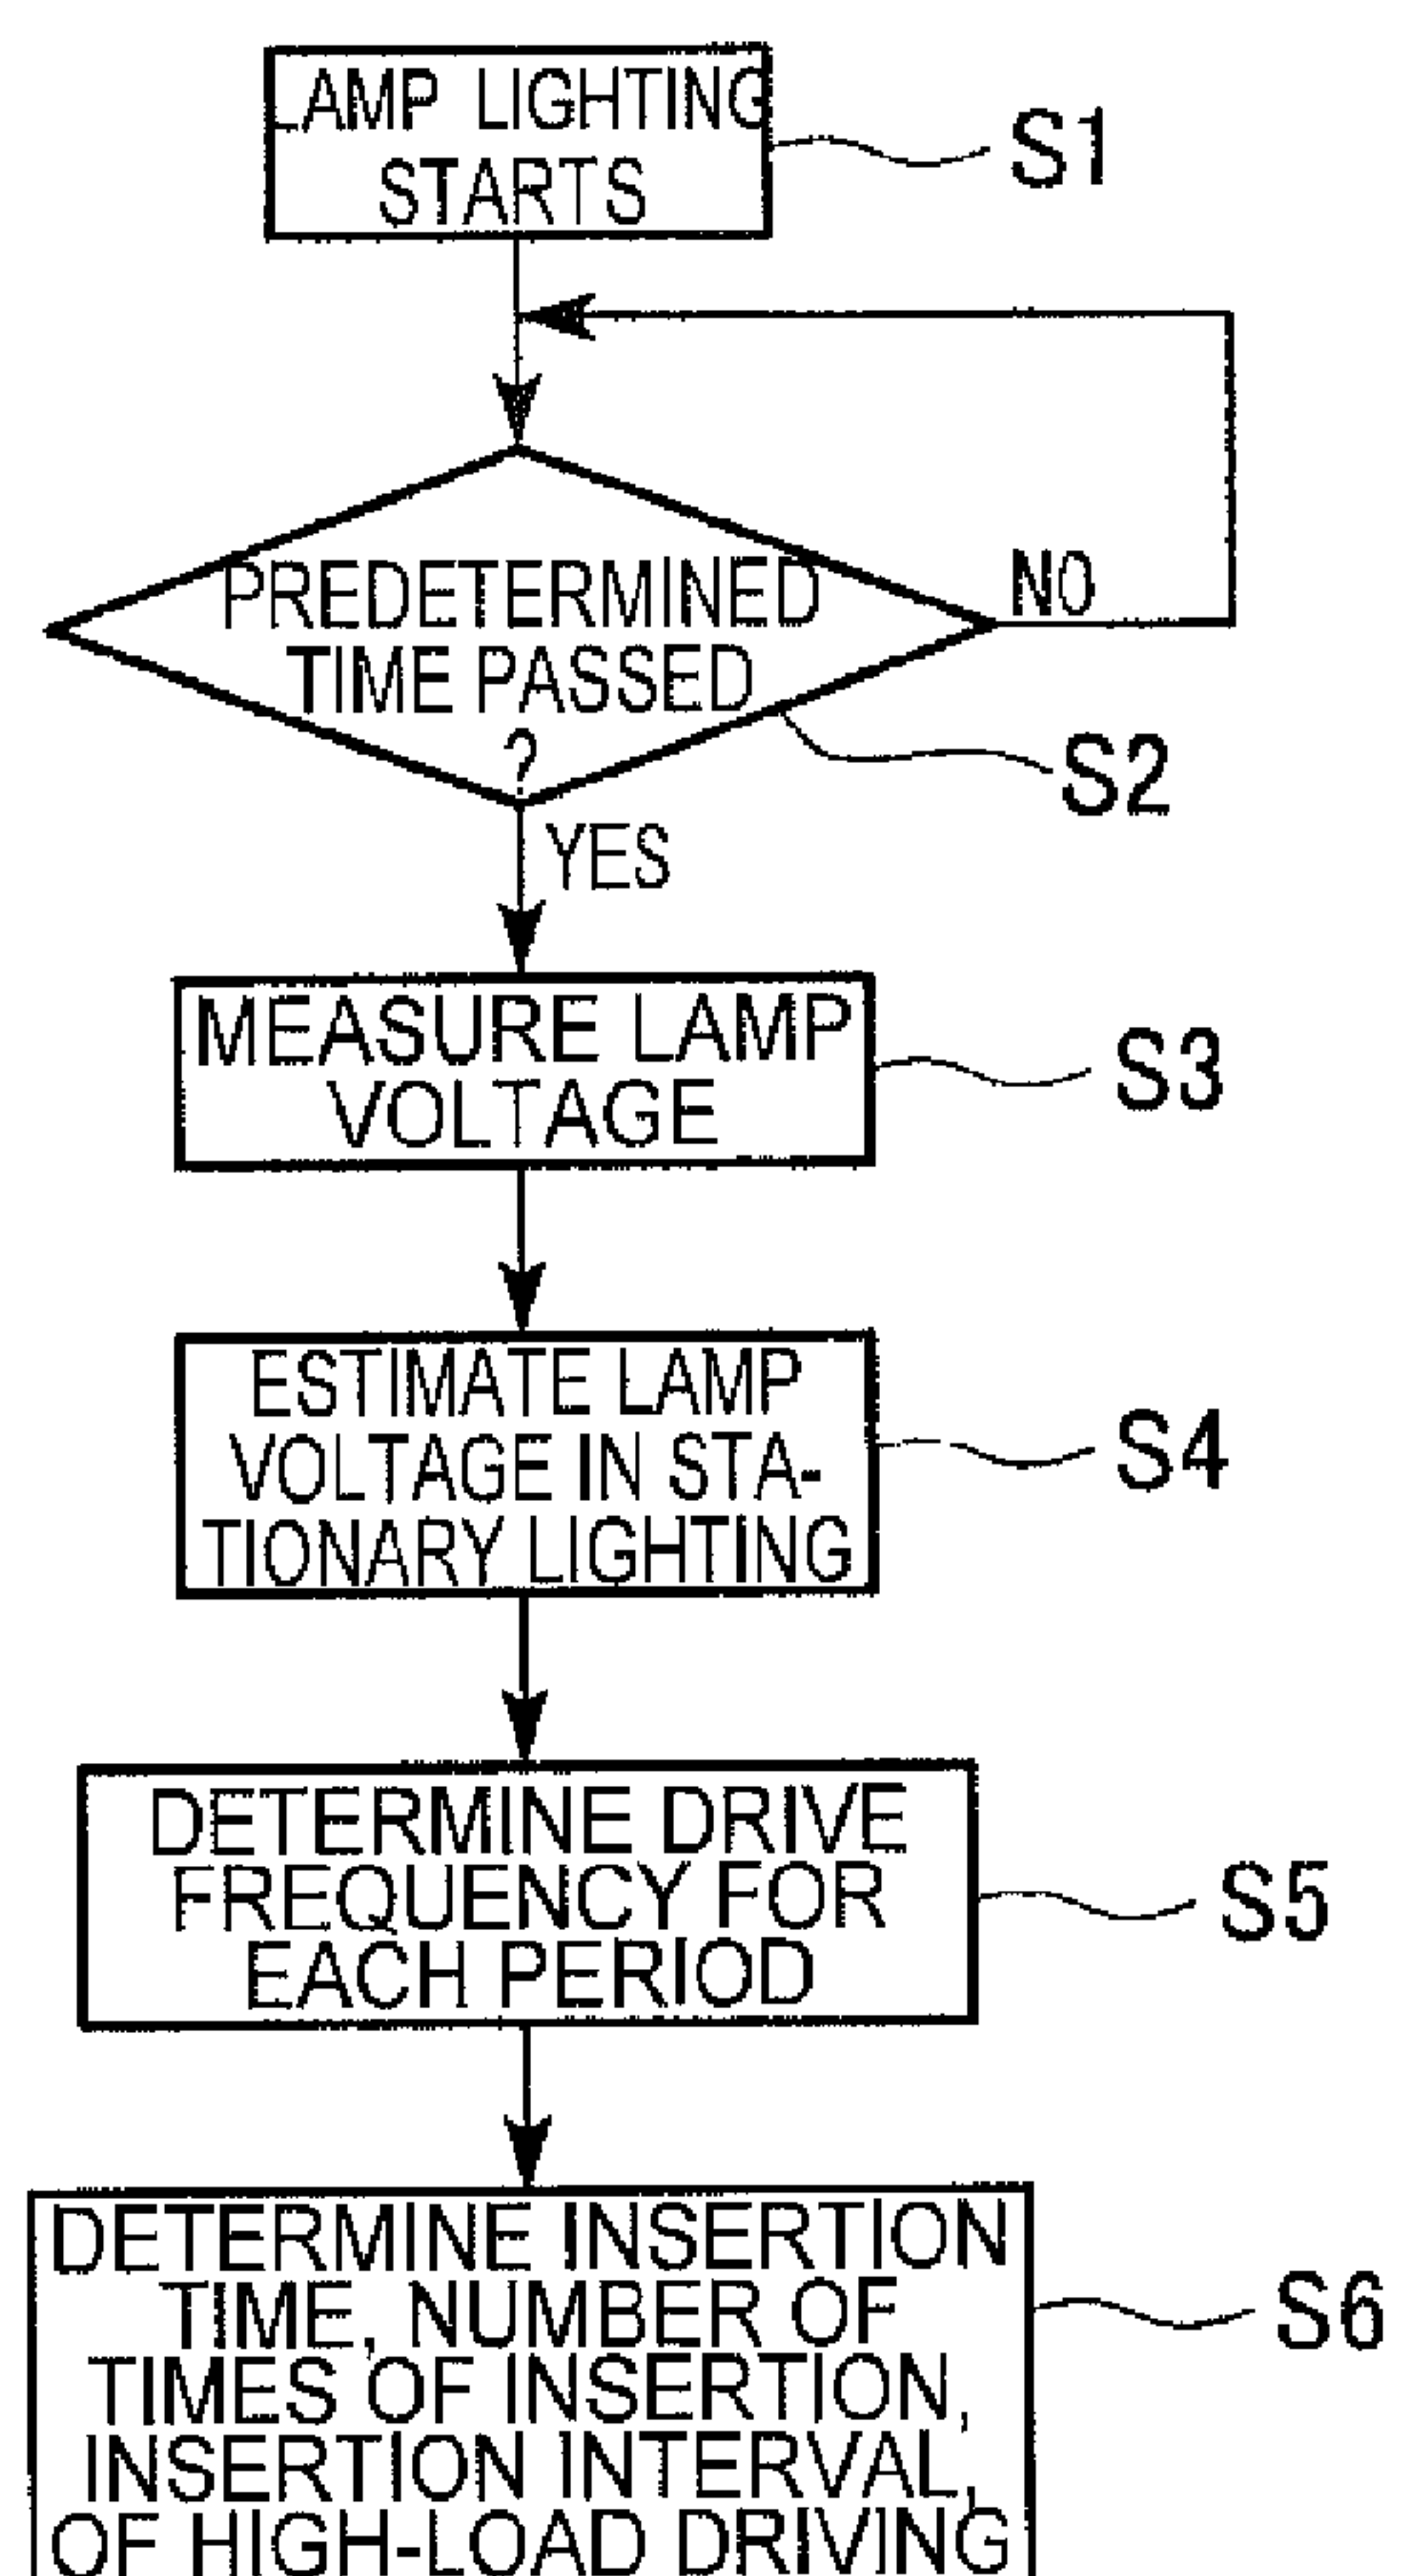 LAMP LIGHTING
STARTS
S1
PREDETERMINED
TIME PASSED
?
NO
S2
YES
MEASURE LAMP
VOLTAGE
S3
ESTIMATE LAMP
VOLTAGE IN STA-
TIONARY LIGHTING
S4
DETERMINE DRIVE
FREQUENCY FOR
EACH PERIOD
S5
DETERMINE INSERTION
TIME, NUMBER OF
TIMES OF INSERTION,
INSERTION INTERVAL,
OF HIGH-LOAD DRIVING
S6